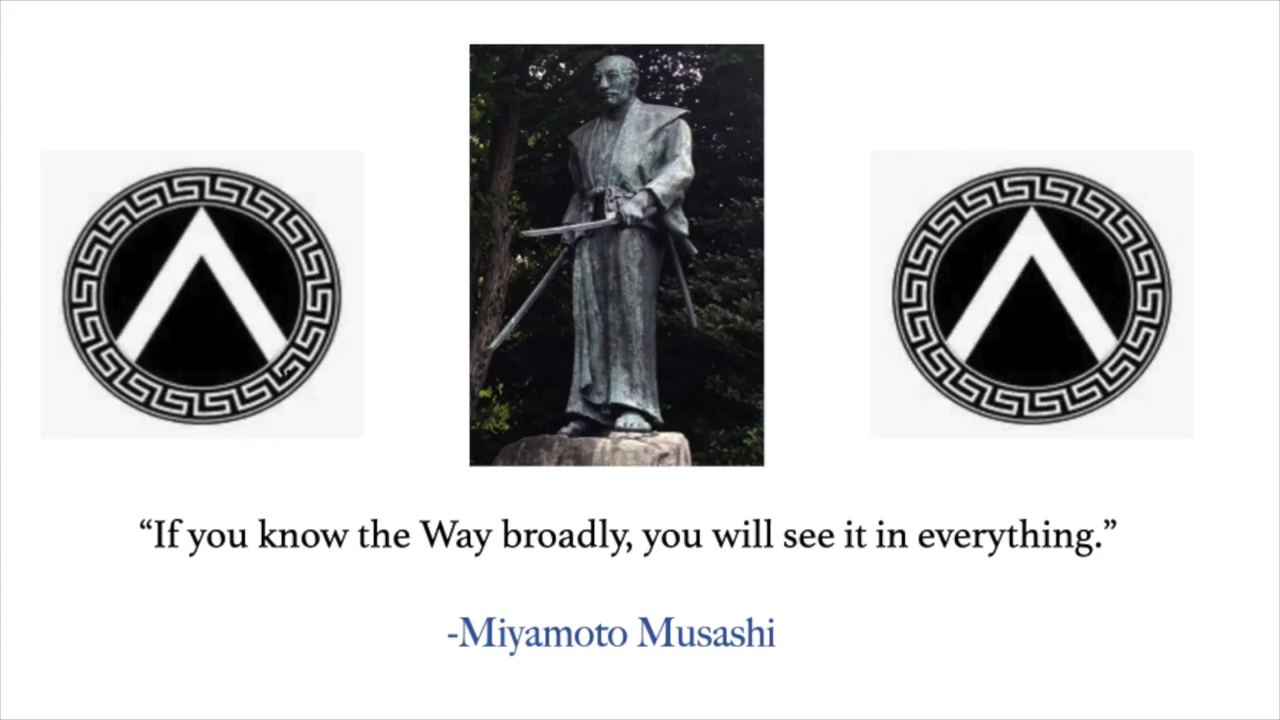 “If you know the Way broadly, you will see it in everything.”
-Miyamoto Musashi